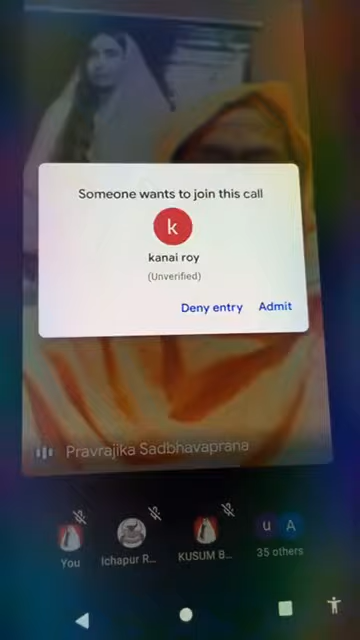 Someone wants to join this call
k
kanai roy
(Unverified)
Deny entry
Admit
Pravrajika Sadbhavaprana
You
Ichapur R...
KUSUM B...
u
A
35 others